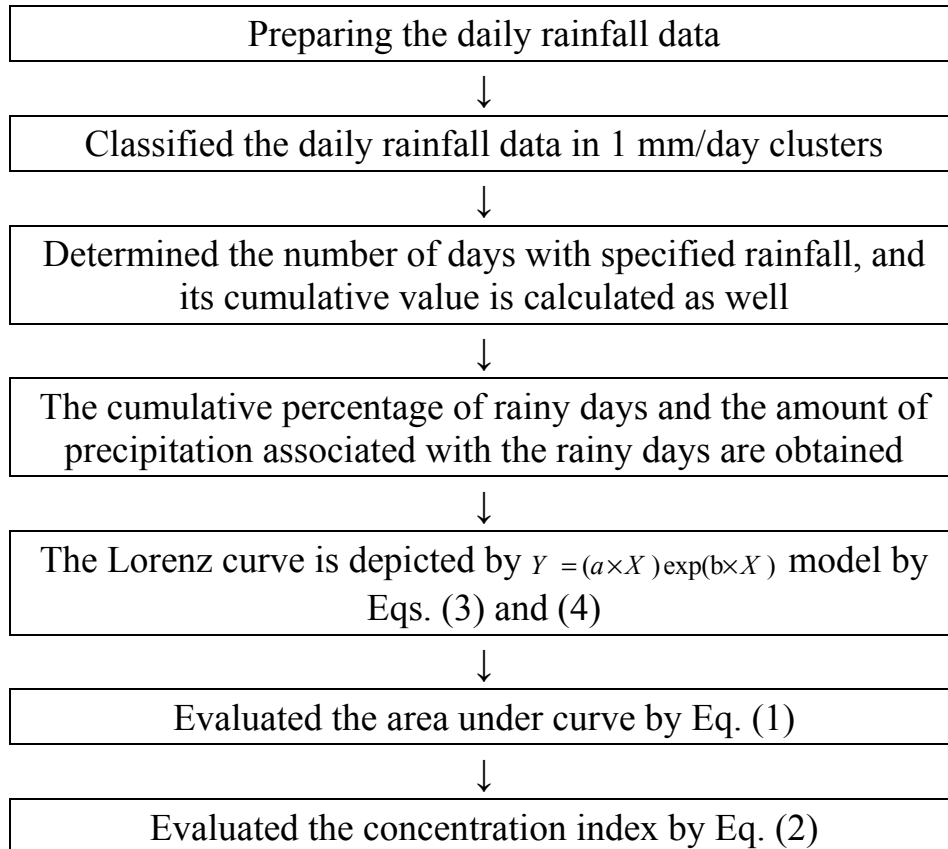 Preparing the daily rainfall data
↓
Classified the daily rainfall data in 1 mm/day clusters
↓
Determined the number of days with specified rainfall, and
its cumulative value is calculated as well
↓
The cumulative percentage of rainy days and the amount of
precipitation associated with the rainy days are obtained
↓
The Lorenz curve is depicted by Y = (a × X ) exp(b × X ) model by
Eqs. (3) and (4)
↓
Evaluated the area under curve by Eq. (1)
↓
Evaluated the concentration index by Eq. (2)